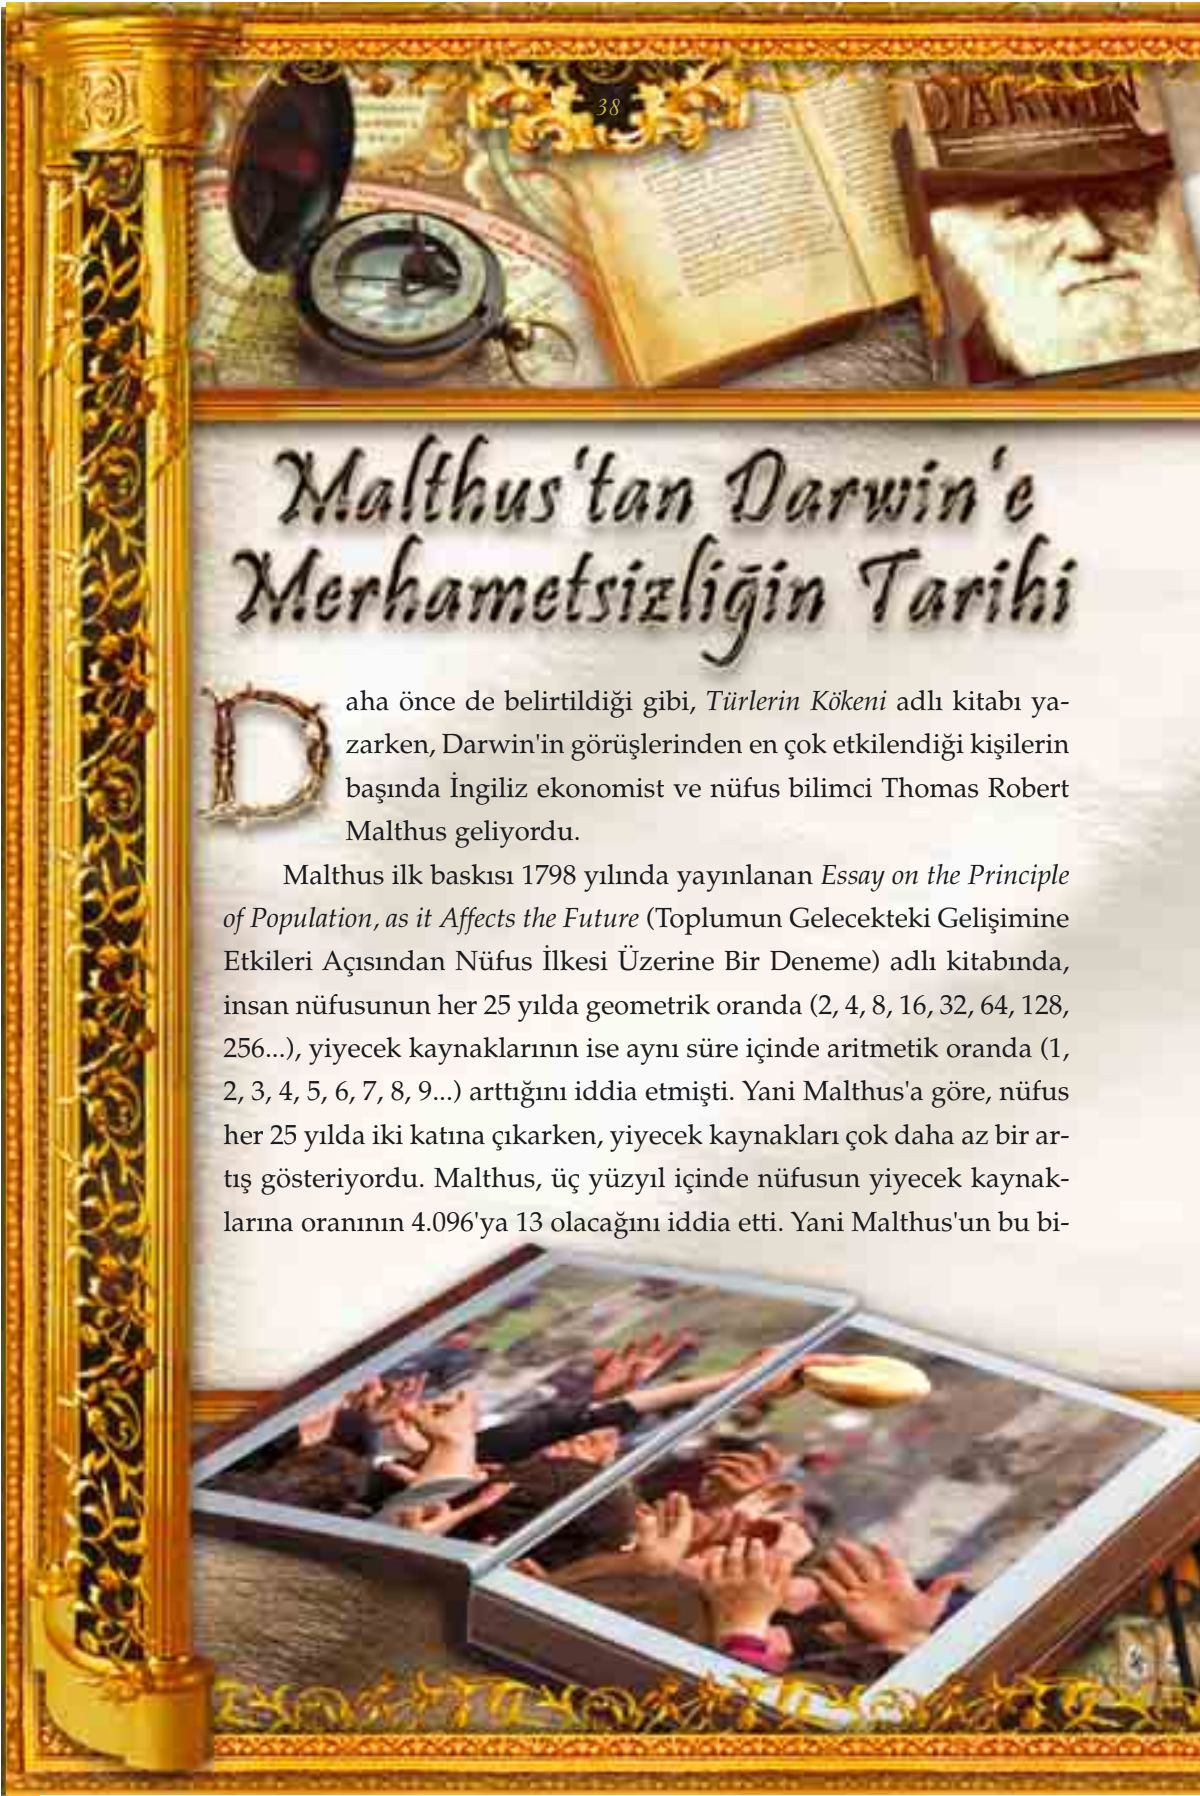 38
DARWIN
Malthus'tan Darwin'e
Merhametsizliğin Tarihi
Daha önce de belirtildiği gibi, Türlerin Kökeni adlı kitabı ya-
zarken, Darwin'in görüşlerinden en çok etkilendiği kişilerin
başında İngiliz ekonomist ve nüfus bilimci Thomas Robert
Malthus geliyordu.
Malthus ilk baskısı 1798 yılında yayınlanan Essay on the Principle
of Population, as it Affects the Future (Toplumun Gelecekteki Gelişimine
Etkileri Açısından Nüfus İlkesi Üzerine Bir Deneme) adlı kitabında,
insan nüfusunun her 25 yılda geometrik oranda (2, 4, 8, 16, 32, 64, 128,
256...), yiyecek kaynaklarının ise aynı süre içinde aritmetik oranda (1,
2, 3, 4, 5, 6, 7, 8, 9...) arttığını iddia etmişti. Yani Malthus'a göre, nüfus
her 25 yılda iki katına çıkarken, yiyecek kaynakları çok daha az bir ar-
tış gösteriyordu. Malthus, üç yüzyıl içinde nüfusun yiyecek kaynak-
larına oranının 4.096'ya 13 olacağını iddia etti. Yani Malthus'un bu bi-